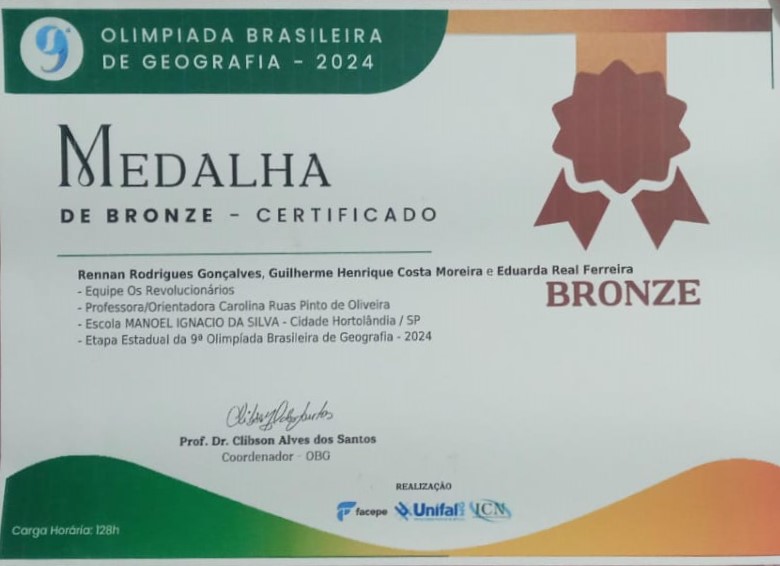 9ª
OLIMPIADA BRASILEIRA
DE GEOGRAFIA - 2024
MEDALHA
DE BRONZE - CERTIFICADO
Rennan Rodrigues Gonçalves, Guilherme Henrique Costa Moreira e Eduarda Real Ferreira
- Equipe Os Revolucionários
- Professora/Orientadora Carolina Ruas Pinto de Oliveira
- Escola MANOEL IGNACIO DA SILVA - Cidade Hortolândia / SP
- Etapa Estadual da 9ª Olimpíada Brasileira de Geografia - 2024
BRONZE
Prof. Dr. Clibson Alves dos Santos
Coordenador - OBG
REALIZAÇÃO
facepe Unifal ICN
Carga Horária: 128h